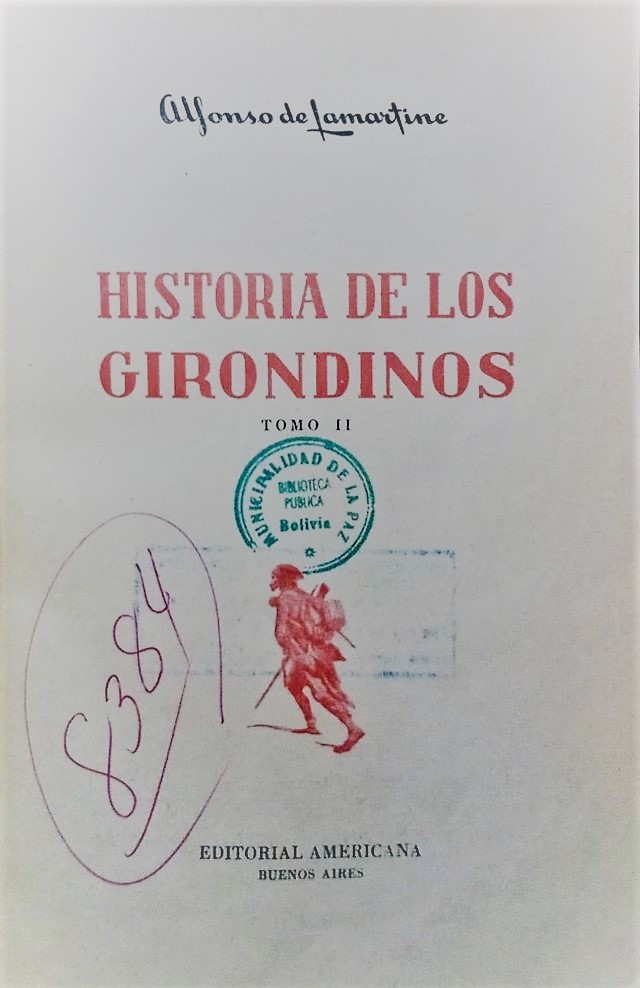 Alfonso de Lamartine
HISTORIA DE LOS
GIRONDINOS
TOMO II
MUNICIPALIDAD DE LA PAZ
BIBLIOTECA
PUBLICA
Bolivia
8384
EDITORIAL AMERICANA
BUENOS AIRES